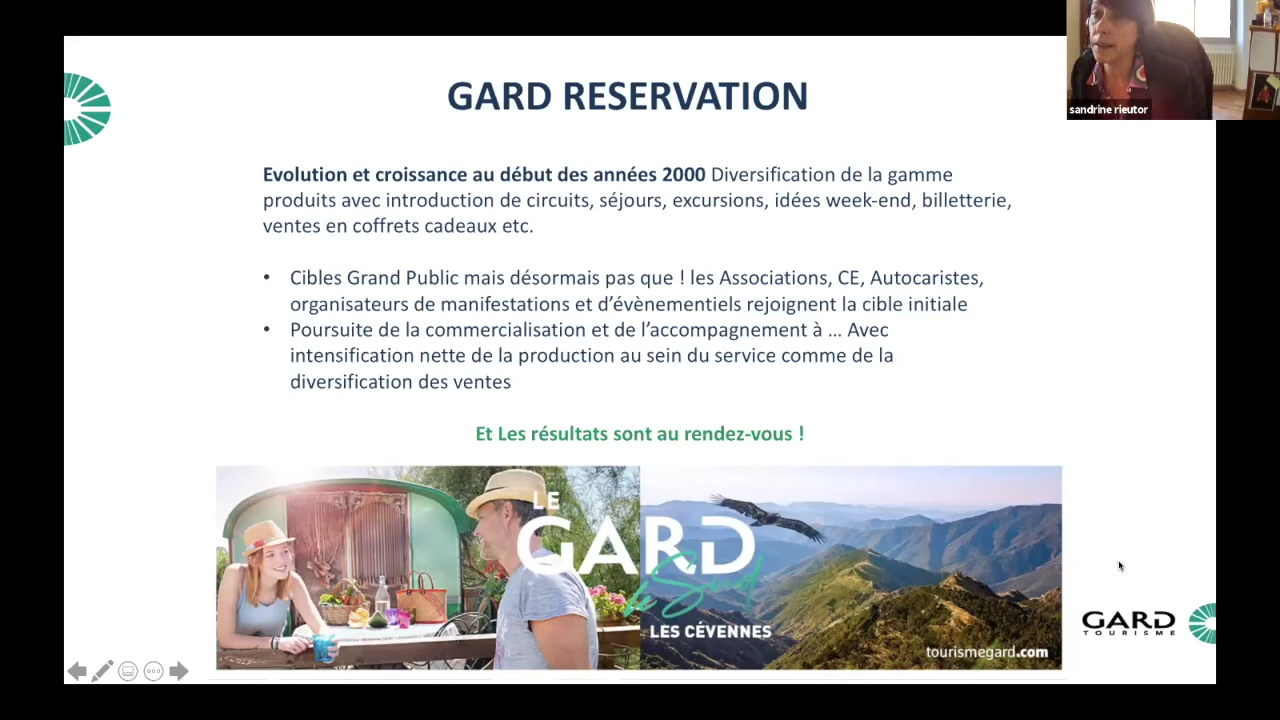 sandrine rieutor
GARD RESERVATION
Evolution et croissance au début des années 2000 Diversification de la gamme
produits avec introduction de circuits, séjours, excursions, idées week-end, billetterie,
ventes en coffrets cadeaux etc.
• Cibles Grand Public mais désormais pas que ! les Associations, CE, Autocaristes,
organisateurs de manifestations et d’évènementiels rejoignent la cible initiale
• Poursuite de la commercialisation et de l’accompagnement à ... Avec
intensification nette de la production au sein du service comme de la
diversification des ventes
Et Les résultats sont au rendez-vous !
LE
GARD
le Sud
LES CÉVENNES
tourismegard.com
GARD
TOURISME